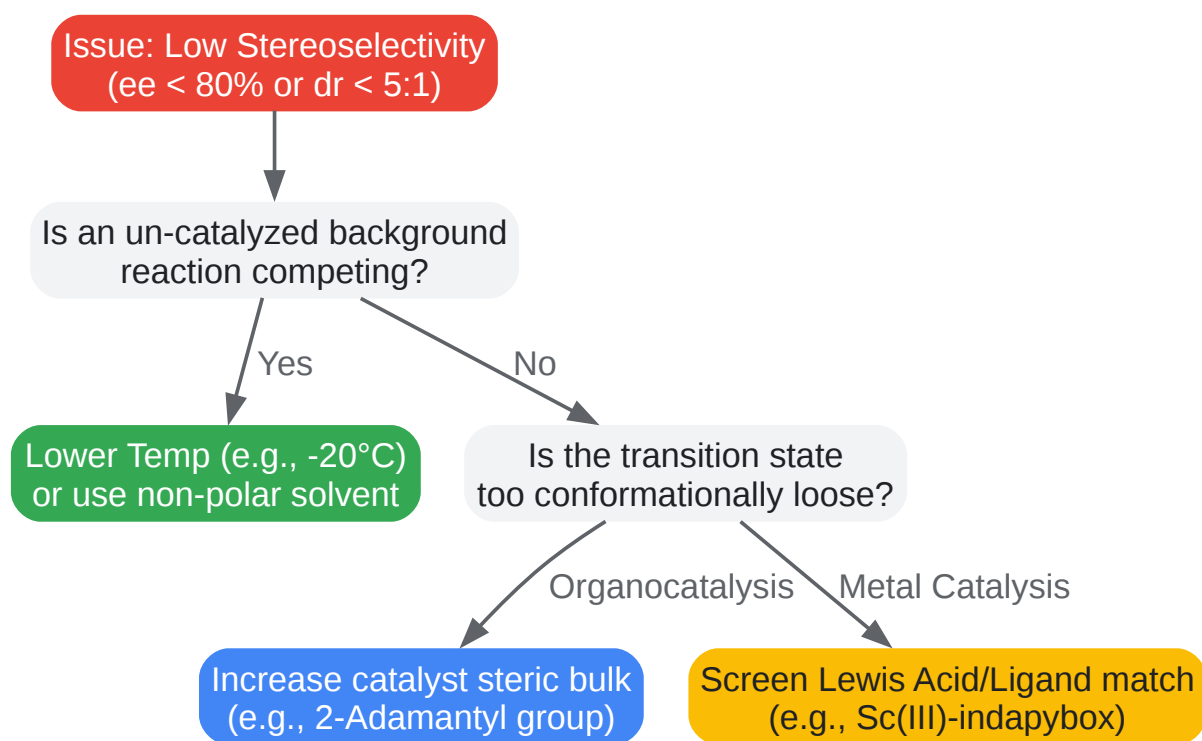 Issue: Low Stereoselectivity
(ee < 80% or dr < 5:1)
Is an un-catalyzed background
reaction competing?
Yes
No
Lower Temp (e.g., -20°C)
or use non-polar solvent
Is the transition state
too conformationally loose?
Organocatalysis
Metal Catalysis
Increase catalyst steric bulk
(e.g., 2-Adamantyl group)
Screen Lewis Acid/Ligand match
(e.g., Sc(III)-indapybox)